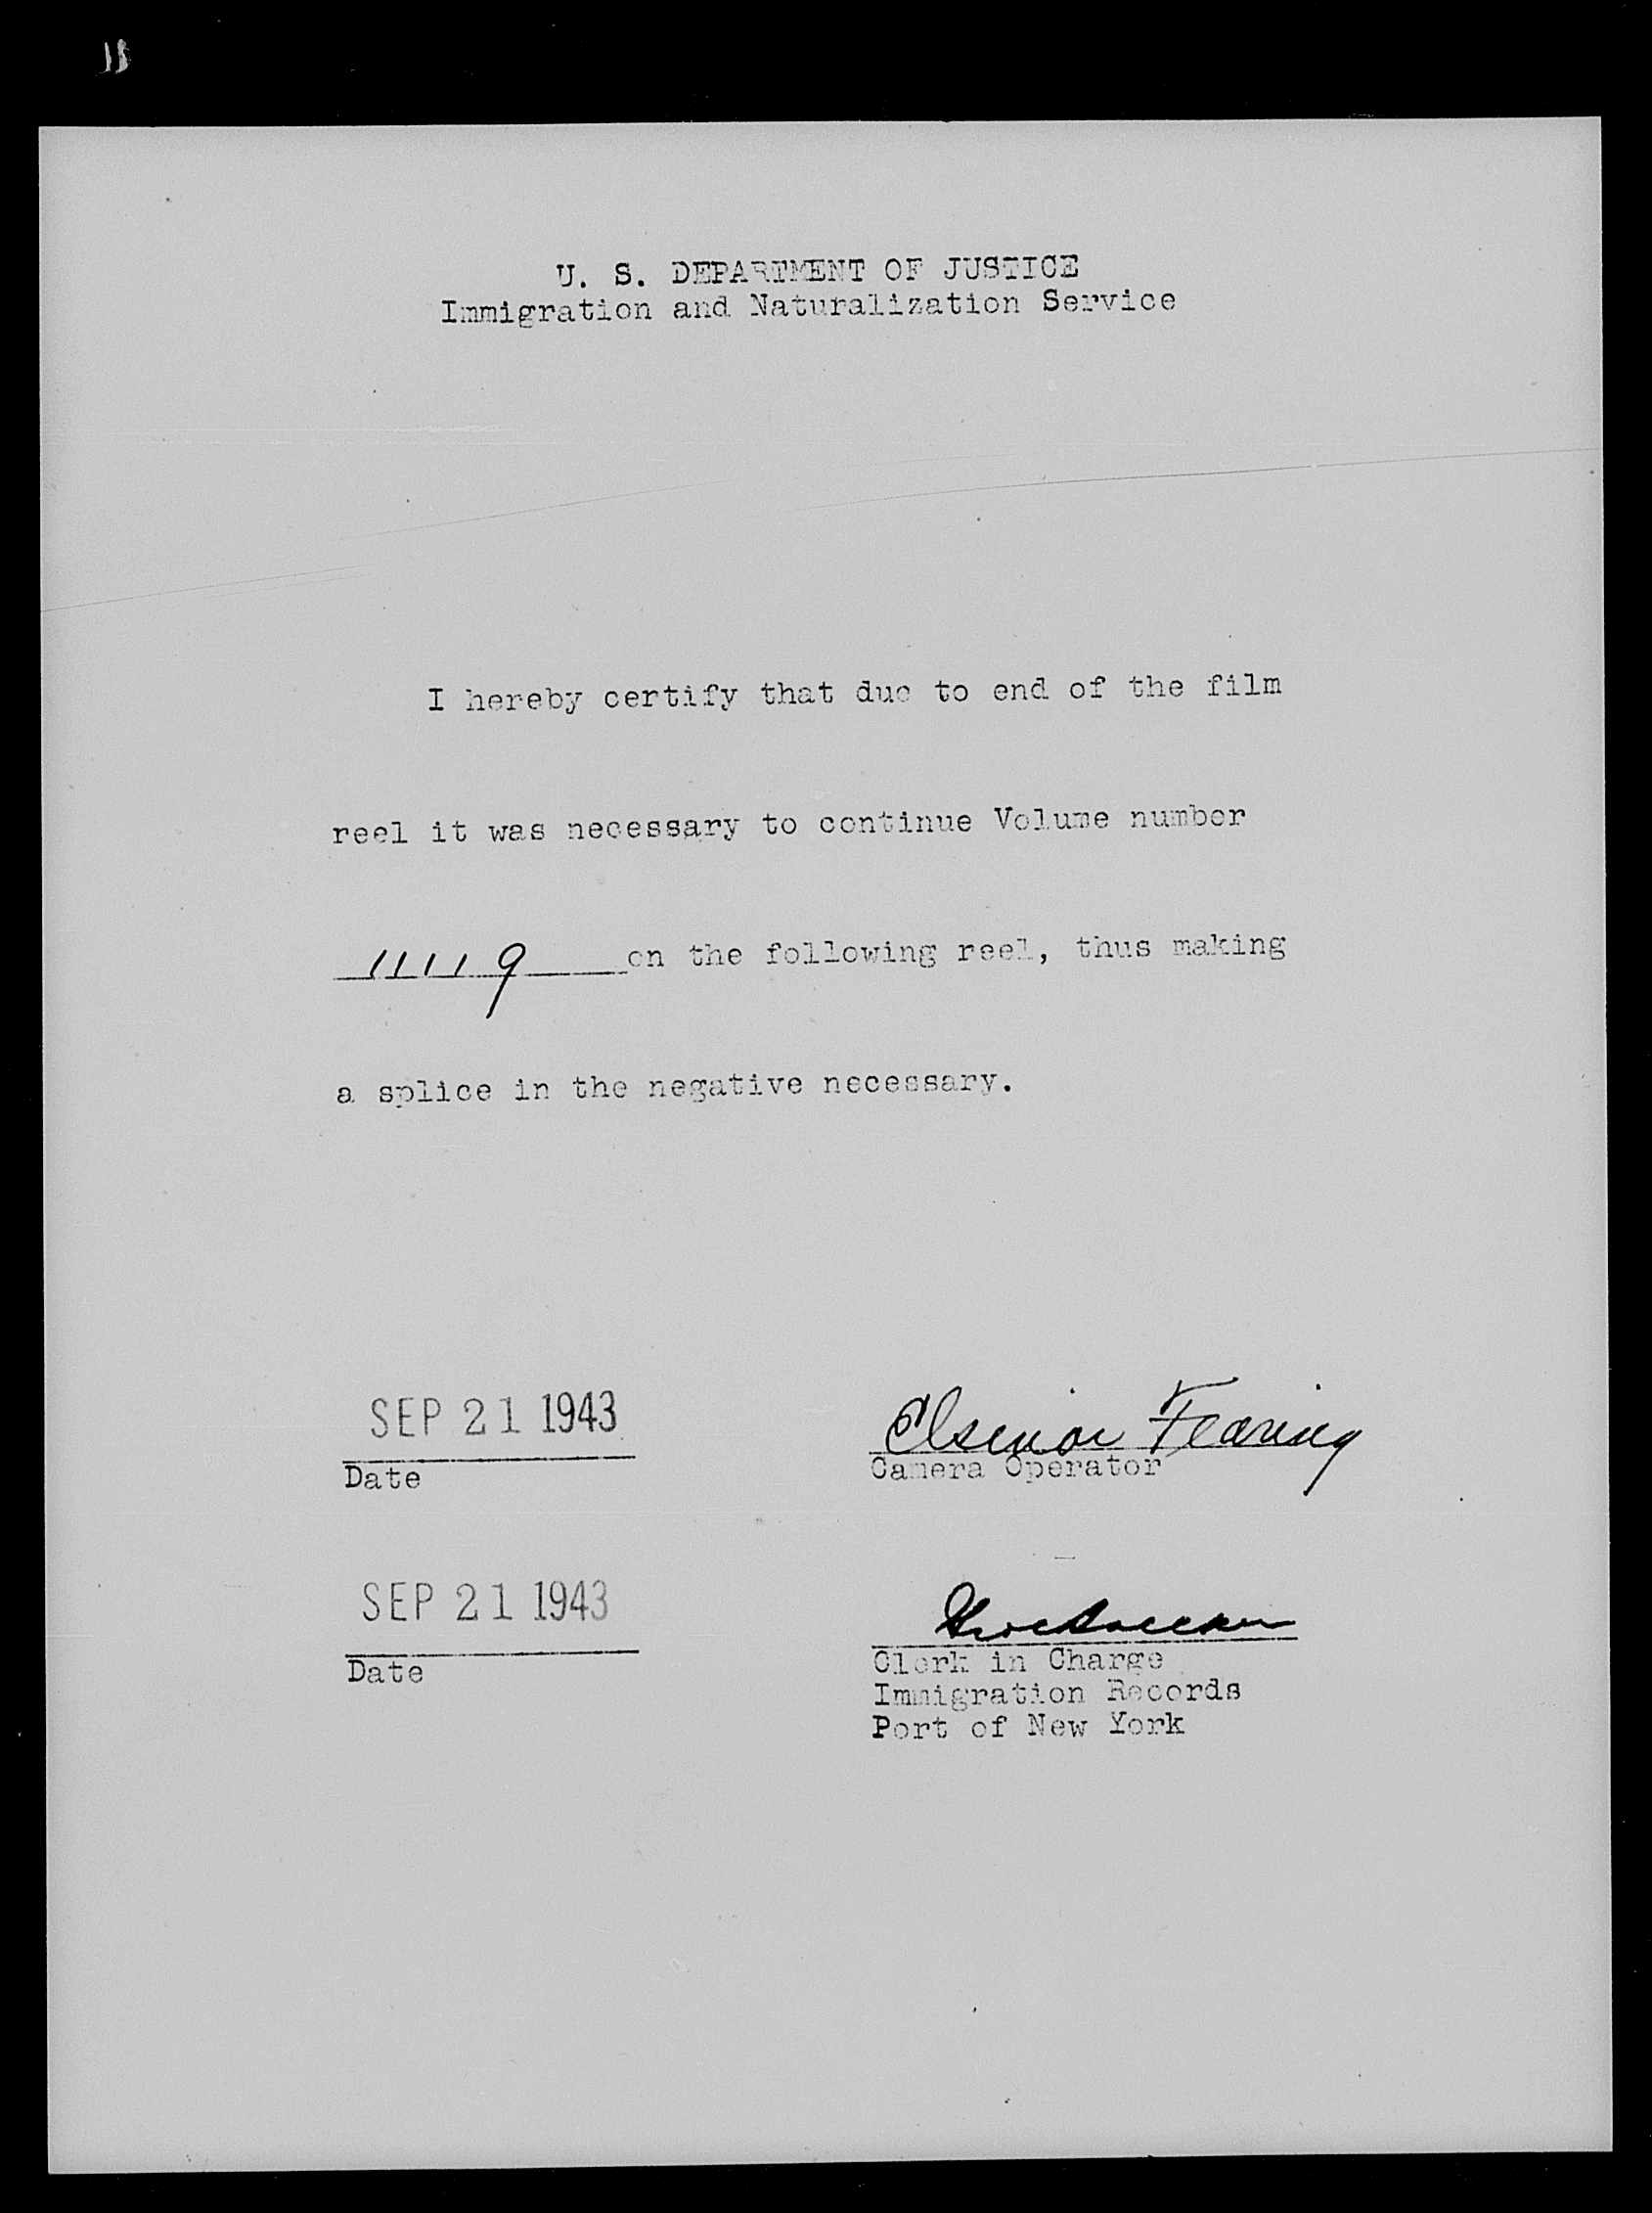 U. S. DEPARTMENT OF JUSTICE
Immigration and Naturalization Service
I hereby certify that due to end of the film
reel it was necessary to continue Volume number
11119 on the following reel, thus making
a splice in the negative necessary.
SEP 21 1943
Date
Fearing
Camera Operator
SEP 21 1943
Date
Clerk in Charge
Immigration Records
Port of New York